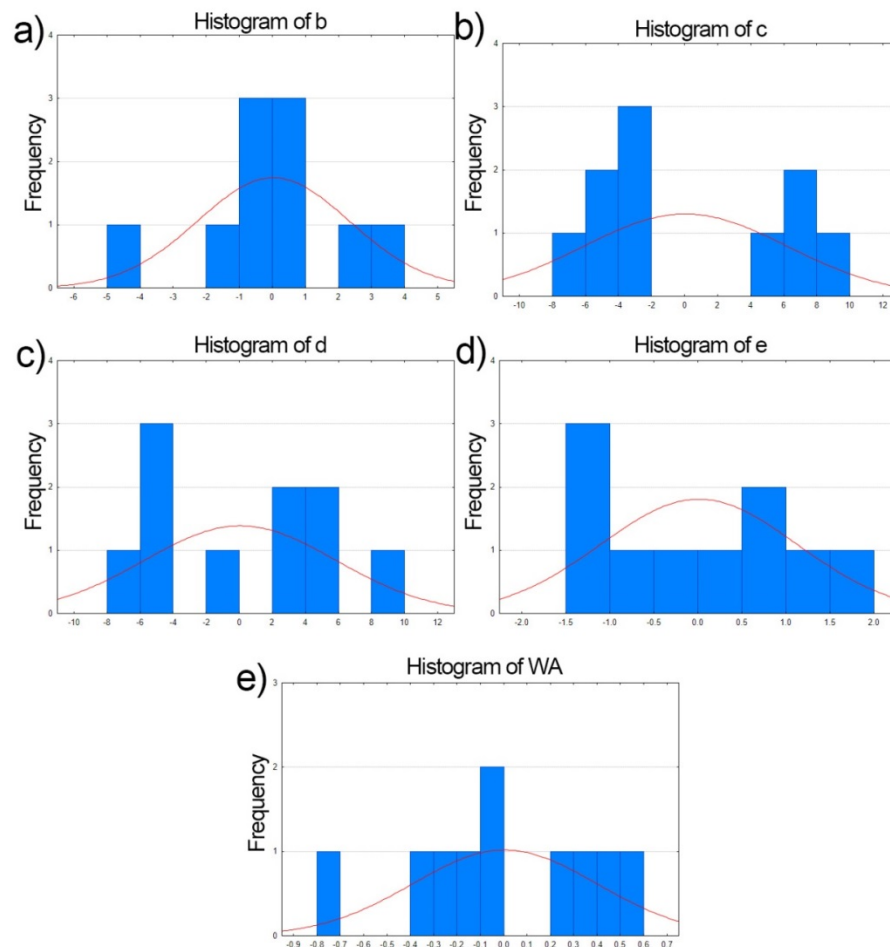 a)
Histogram of b
Frequency
4
3
2
1
0
-6 -5 -4 -3 -2 -1 0 1 2 3 4 5
b)
Histogram of c
Frequency
4
3
2
1
0
-10 -8 -6 -4 -2 0 2 4 6 8 10 12
c)
Histogram of d
Frequency
4
3
2
1
0
-10 -8 -6 -4 -2 0 2 4 6 8 10 12
d)
Histogram of e
Frequency
4
3
2
1
0
-2.0 -1.5 -1.0 -0.5 0.0 0.5 1.0 1.5 2.0
e)
Histogram of WA
Frequency
3
2
1
0
-0.9 -0.8 -0.7 -0.6 -0.5 -0.4 -0.3 -0.2 -0.1 0.0 0.1 0.2 0.3 0.4 0.5 0.6 0.7